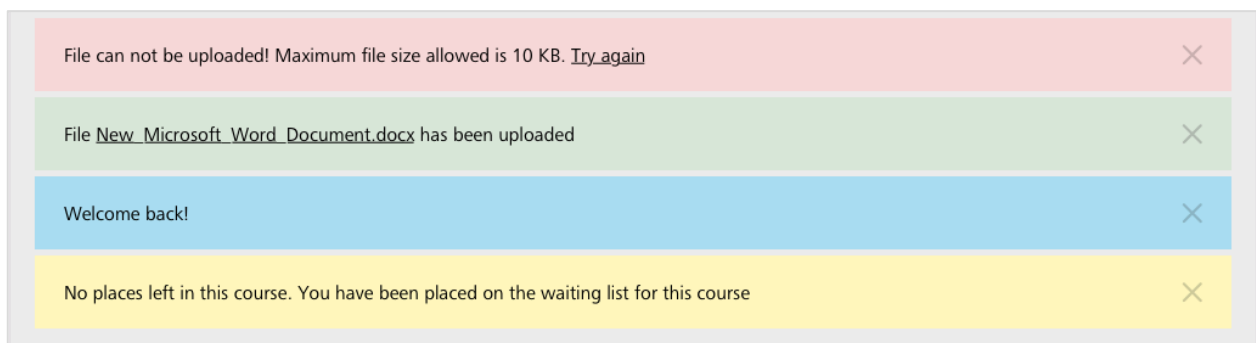 File can not be uploaded! Maximum file size allowed is 10 KB. Try again
File New_Microsoft_Word_Document.docx has been uploaded
Welcome back!
No places left in this course. You have been placed on the waiting list for this course